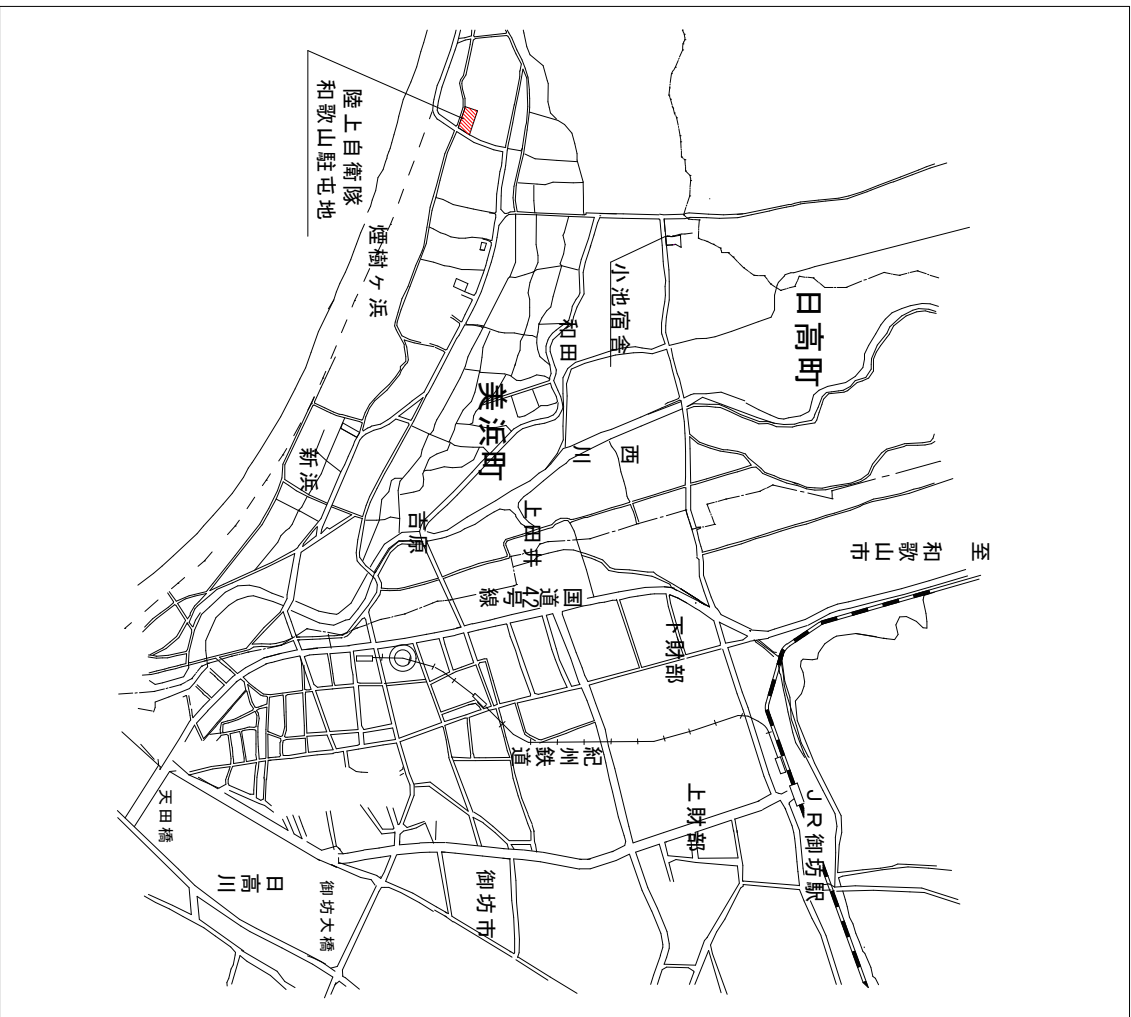 陸上自衛隊
和歌山駐屯地
煙樹ヶ浜
小池宿舎
和田
日高町
美浜町
西
川
新浜
吉原
上田井
至 和歌山市
国道42号線
下財部
紀州鉄道
上財部
JR御坊駅
天田橋
日高川
御坊大橋
御坊市